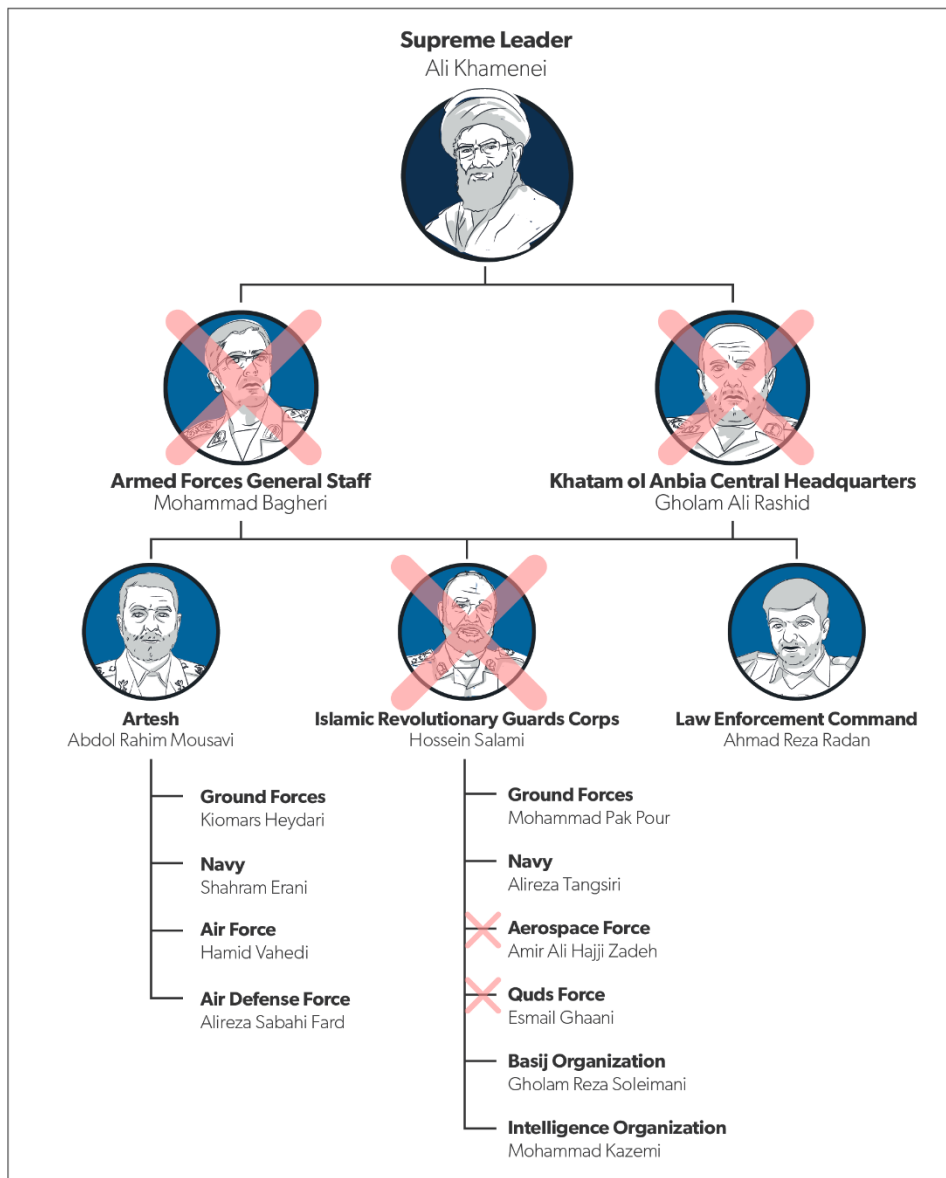 Supreme Leader
Ali Khamenei
Armed Forces General Staff
Mohammad Bagheri
Khatam ol Anbia Central Headquarters
Gholam Ali Rashid
Artesh
Abdol Rahim Mousavi
Islamic Revolutionary Guards Corps
Hossein Salami
Law Enforcement Command
Ahmad Reza Radan
Ground Forces
Kiomars Heydari
Navy
Shahram Erani
Air Force
Hamid Vahedi
Air Defense Force
Alireza Sabahi Fard
Ground Forces
Mohammad Pak Pour
Navy
Alireza Tangsiri
Aerospace Force
Amir Ali Hajji Zadeh
Quds Force
Esmail Ghaani
Basij Organization
Gholam Reza Soleimani
Intelligence Organization
Mohammad Kazemi